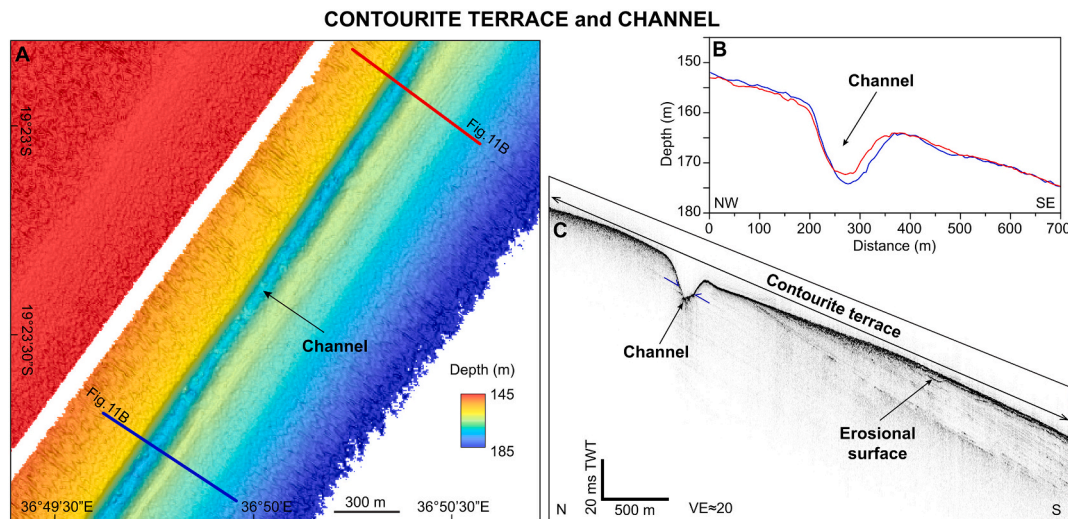 CONTOURITE TERRACE and CHANNEL
A
Fig.11B
19°23'S
19°23'30"S
Channel
Depth (m)
145
185
Fig.11B
36°49'30"E
36°50'E
300 m
36°50'30"E
B
Channel
Depth (m)
150
160
170
180
NW
SE
0
100
200
300
400
500
600
700
Distance (m)
C
Contourite terrace
Channel
Erosional
surface
20 ms TWT
500 m
VE≈20
N
S